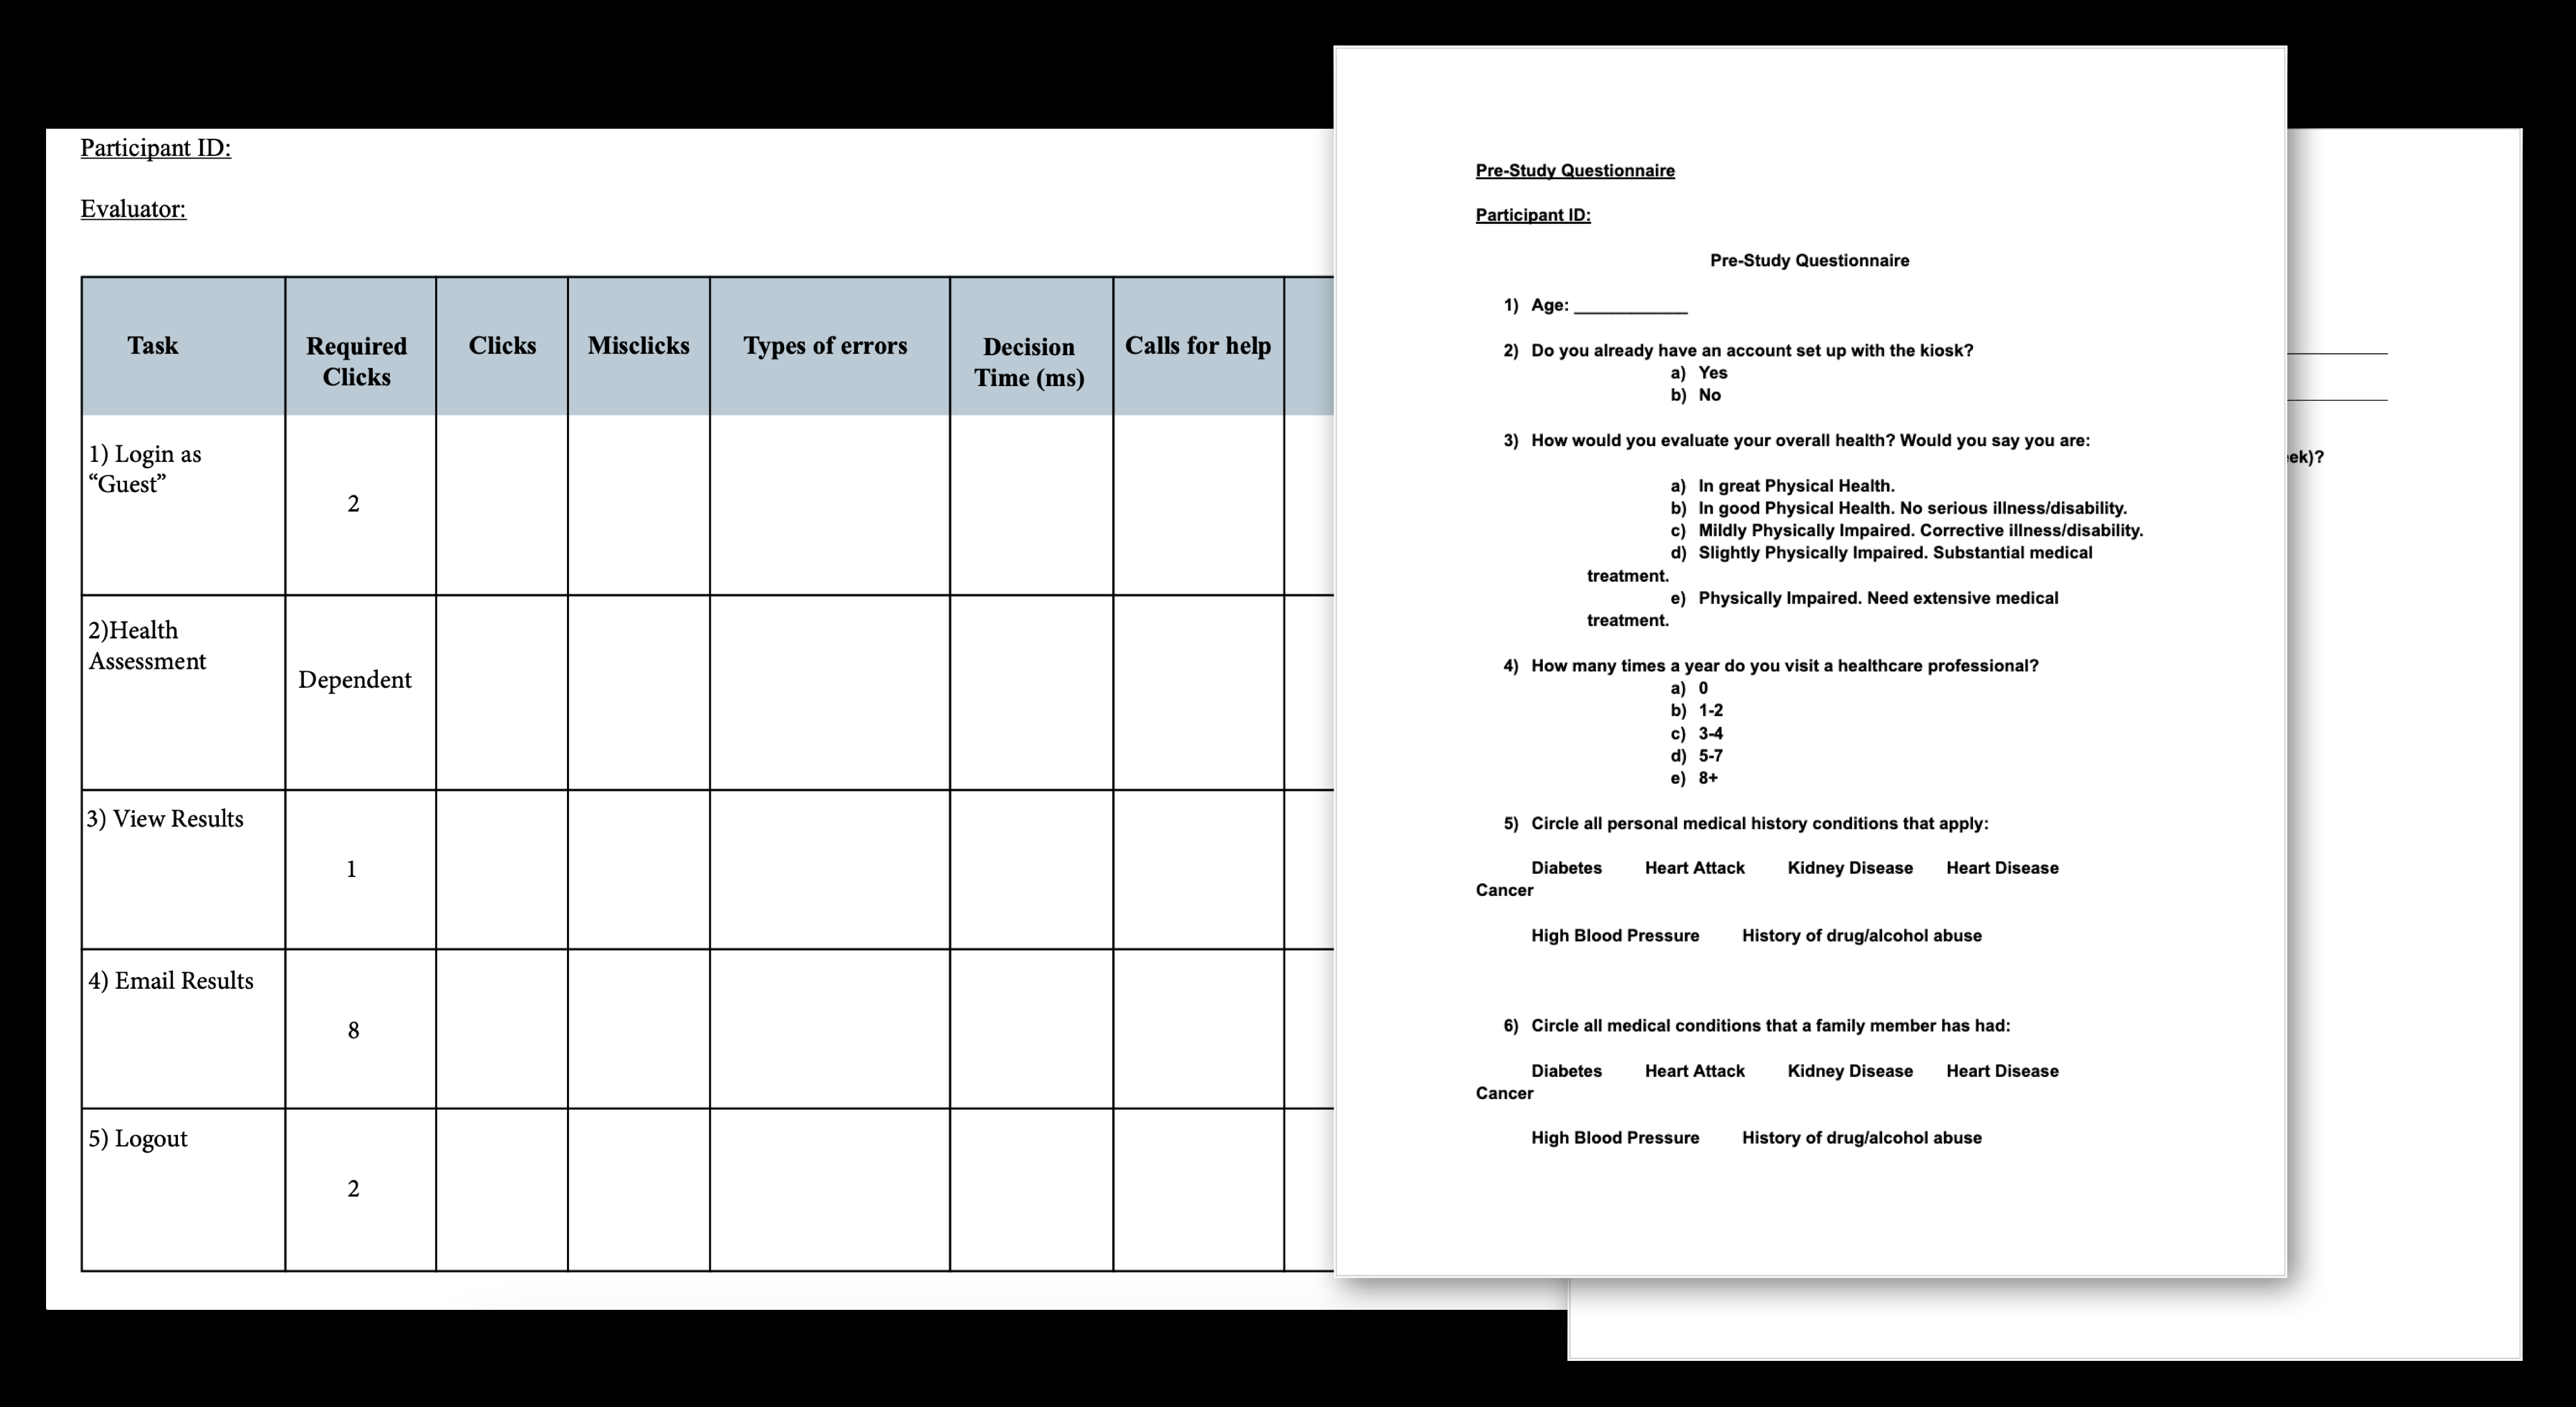 Participant ID:
Evaluator:
Task
Required
Clicks
Clicks
Misclicks
Types of errors
Decision
Time (ms)
Calls for help
1) Login as
“Guest”
2
2)Health
Assessment
Dependent
3) View Results
1
4) Email Results
8
5) Logout
2
Pre-Study Questionnaire
Participant ID:
Pre-Study Questionnaire
1) Age: ____________
2) Do you already have an account set up with the kiosk?
a) Yes
b) No
3) How would you evaluate your overall health? Would you say you are:
a) In great Physical Health.
b) In good Physical Health. No serious illness/disability.
c) Mildly Physically Impaired. Corrective illness/disability.
d) Slightly Physically Impaired. Substantial medical
treatment.
e) Physically Impaired. Need extensive medical
treatment.
4) How many times a year do you visit a healthcare professional?
a) 0
b) 1-2
c) 3-4
d) 5-7
e) 8+
5) Circle all personal medical history conditions that apply:
Diabetes Heart Attack Kidney Disease Heart Disease
Cancer
High Blood Pressure History of drug/alcohol abuse
6) Circle all medical conditions that a family member has had:
Diabetes Heart Attack Kidney Disease Heart Disease
Cancer
High Blood Pressure History of drug/alcohol abuse
ek)?